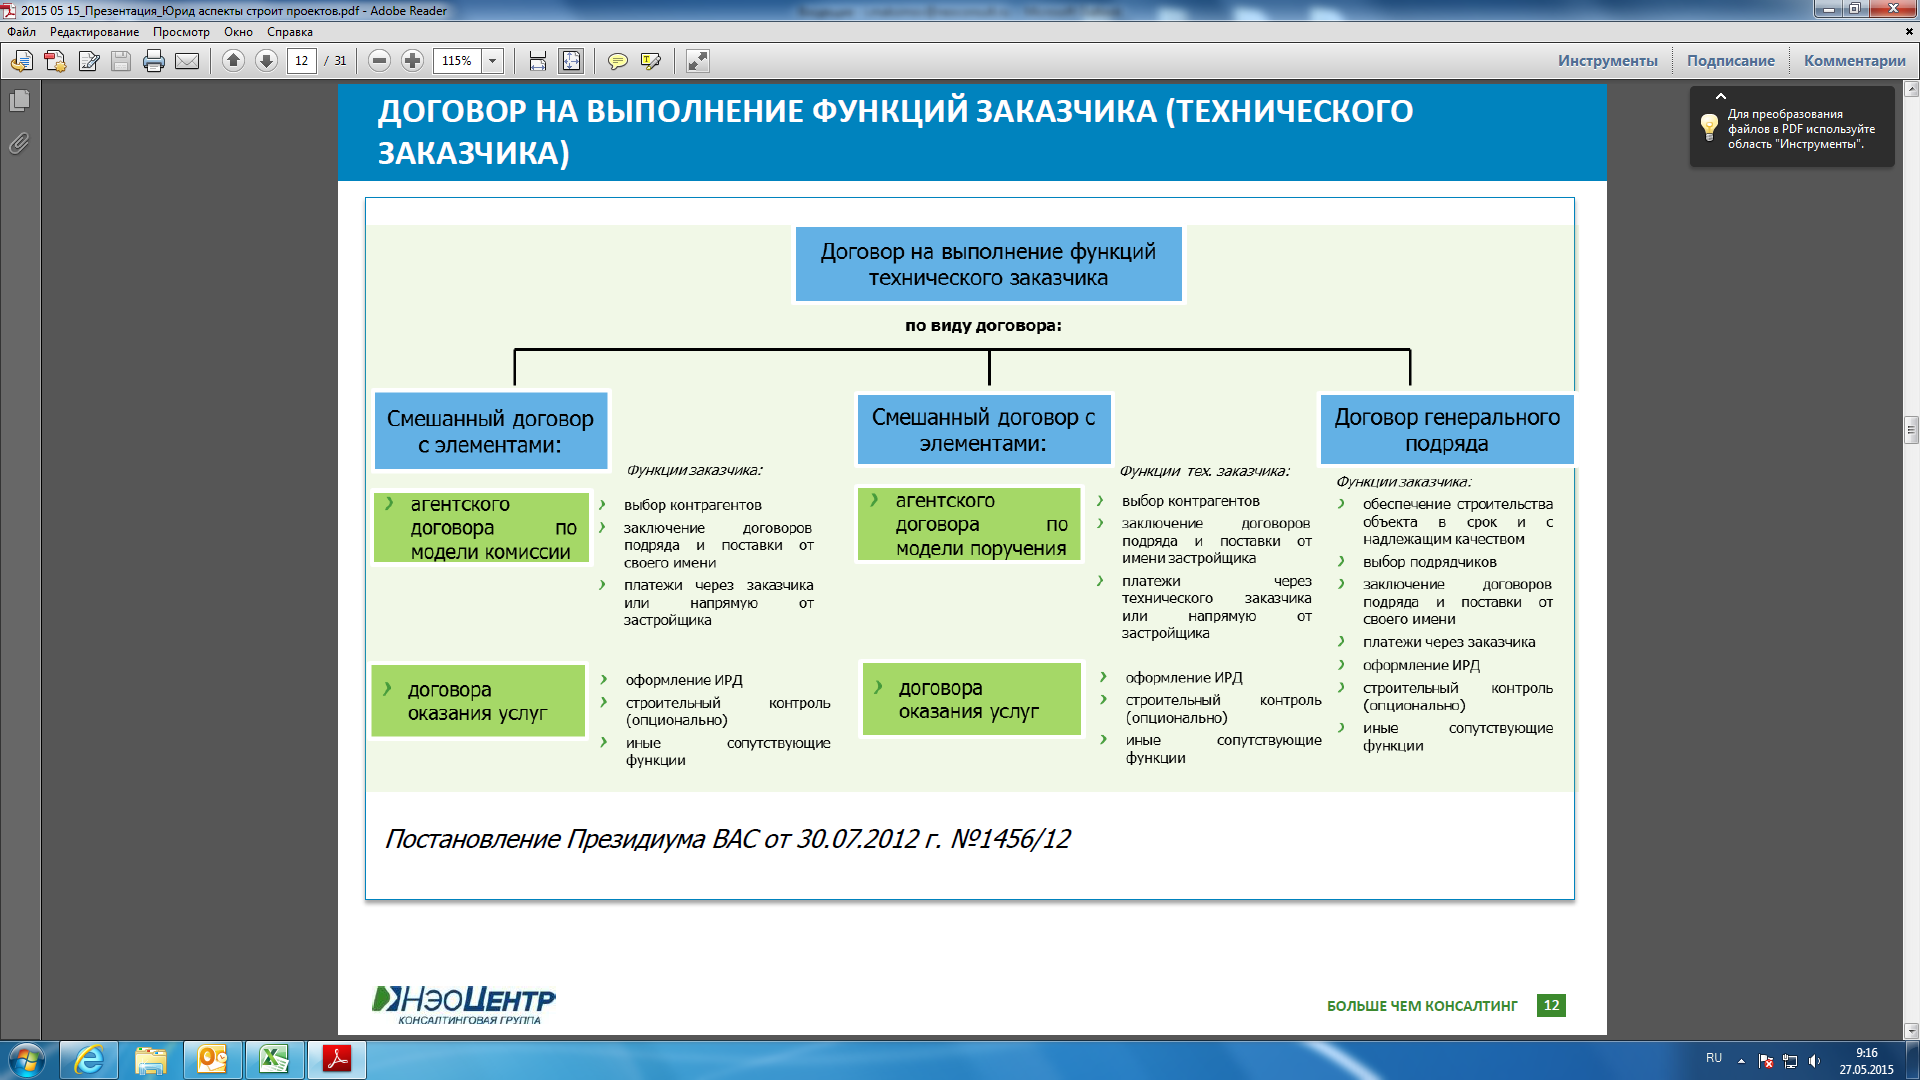 2015 05 15_Презентация_Юрид аспекты строит проектов.pdf - Adobe Reader
Файл Редактирование Просмотр Окно Справка
12 / 31 115% Инструменты Подписание Комментарии
Для преобразования
файлов в PDF используйте
область "Инструменты".
ДОГОВОР НА ВЫПОЛНЕНИЕ ФУНКЦИЙ ЗАКАЗЧИКА (ТЕХНИЧЕСКОГО
ЗАКАЗЧИКА)
Договор на выполнение функций
технического заказчика
по виду договора:
Смешанный договор
с элементами:
Функции заказчика:
агентского
договора по
модели комиссии
выбор контрагентов
заключение договоров
подряда и поставки от
своего имени
платежи через заказчика
или напрямую от
застройщика
договора
оказания услуг
оформление ИРД
строительный контроль
(опционально)
иные сопутствующие
функции
Смешанный договор с
элементами:
Функции тех. заказчика:
агентского
договора по
модели поручения
выбор контрагентов
заключение договоров
подряда и поставки от
имени застройщика
платежи через
технического заказчика
или напрямую от
застройщика
договора
оказания услуг
оформление ИРД
строительный контроль
(опционально)
иные сопутствующие
функции
Договор генерального
подряда
Функции заказчика:
обеспечение строительства
объекта в срок и с
надлежащим качеством
выбор подрядчиков
заключение договоров
подряда и поставки от
своего имени
платежи через заказчика
оформление ИРД
строительный контроль
(опционально)
иные сопутствующие
функции
Постановление Президиума ВАС от 30.07.2012 г. №1456/12
НэоЦентр
КОНСАЛТИНГОВАЯ ГРУППА
БОЛЬШЕ ЧЕМ КОНСАЛТИНГ 12
RU
9:16
27.05.2015